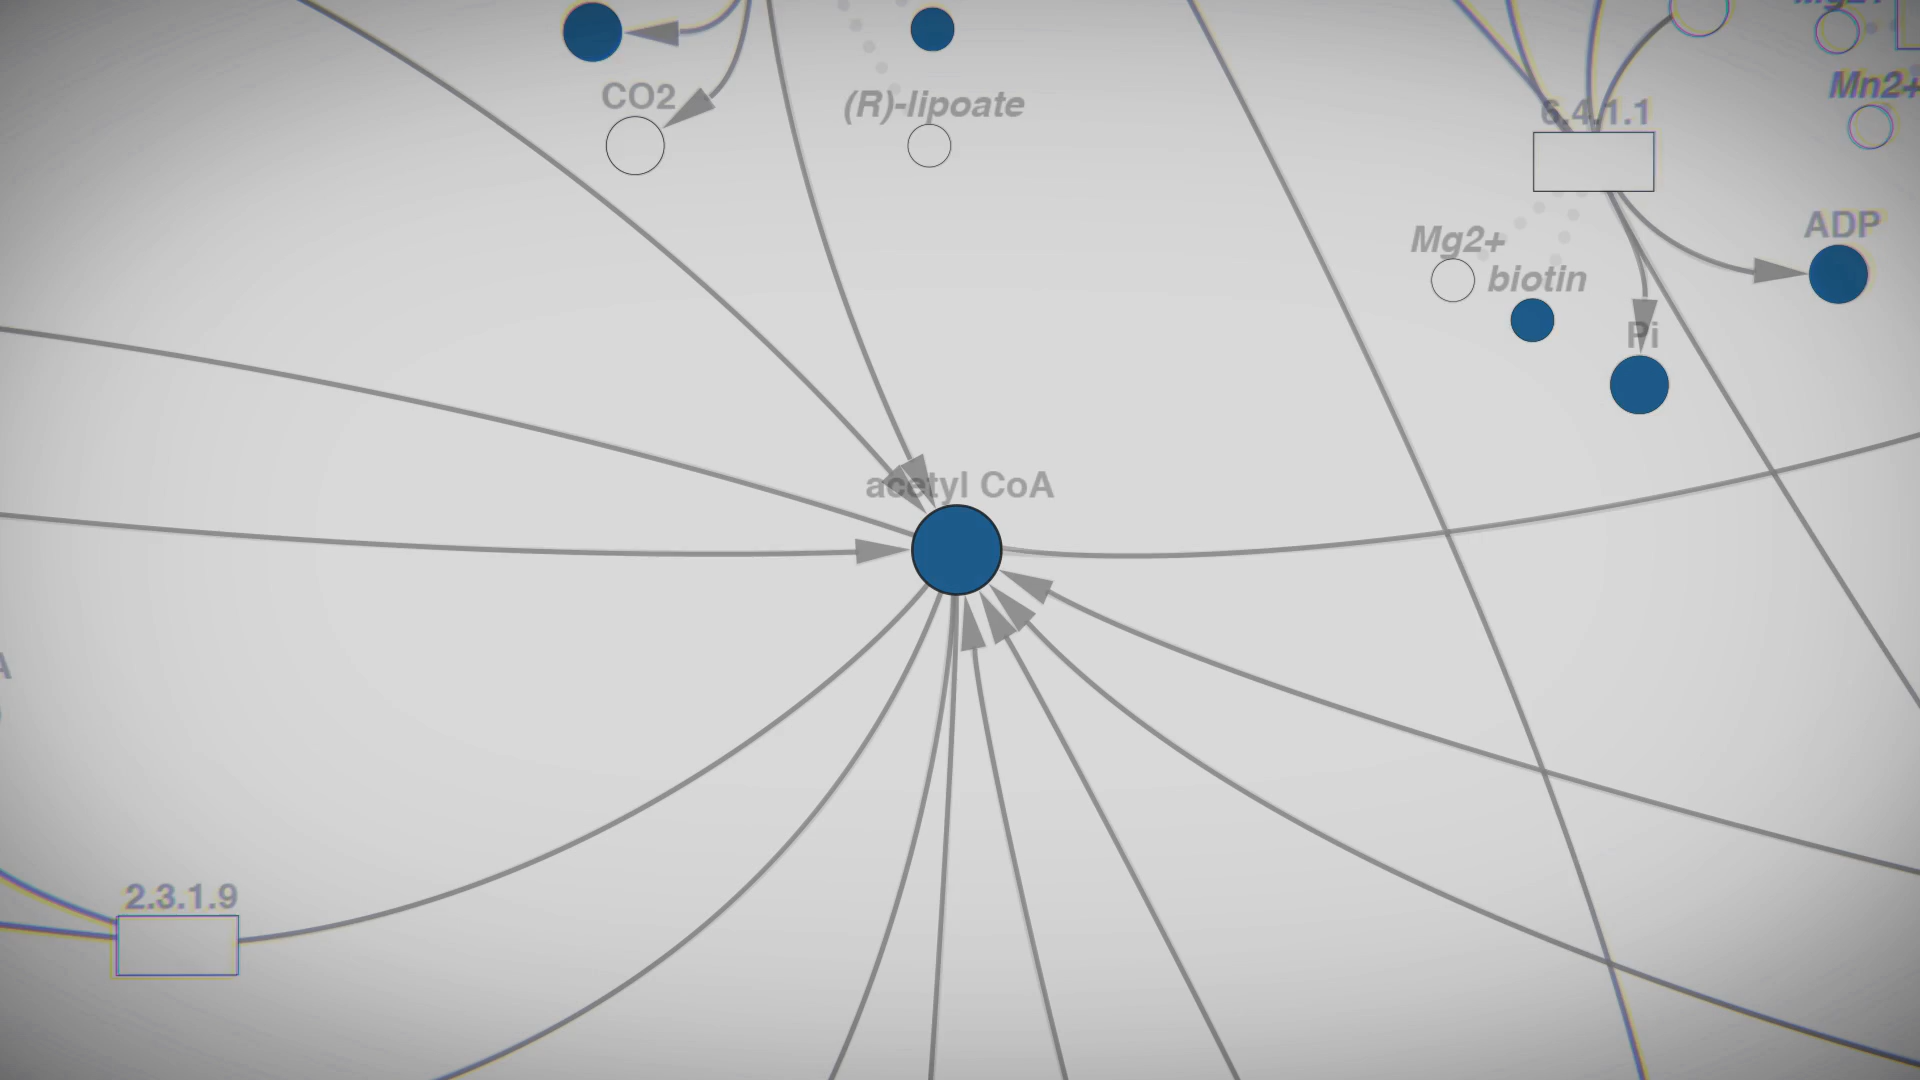 CO2
(R)-lipoate
6.4.1.1
Mn2+
Mg2+
biotin
ADP
Pi
acetyl CoA
A
2.3.1.9